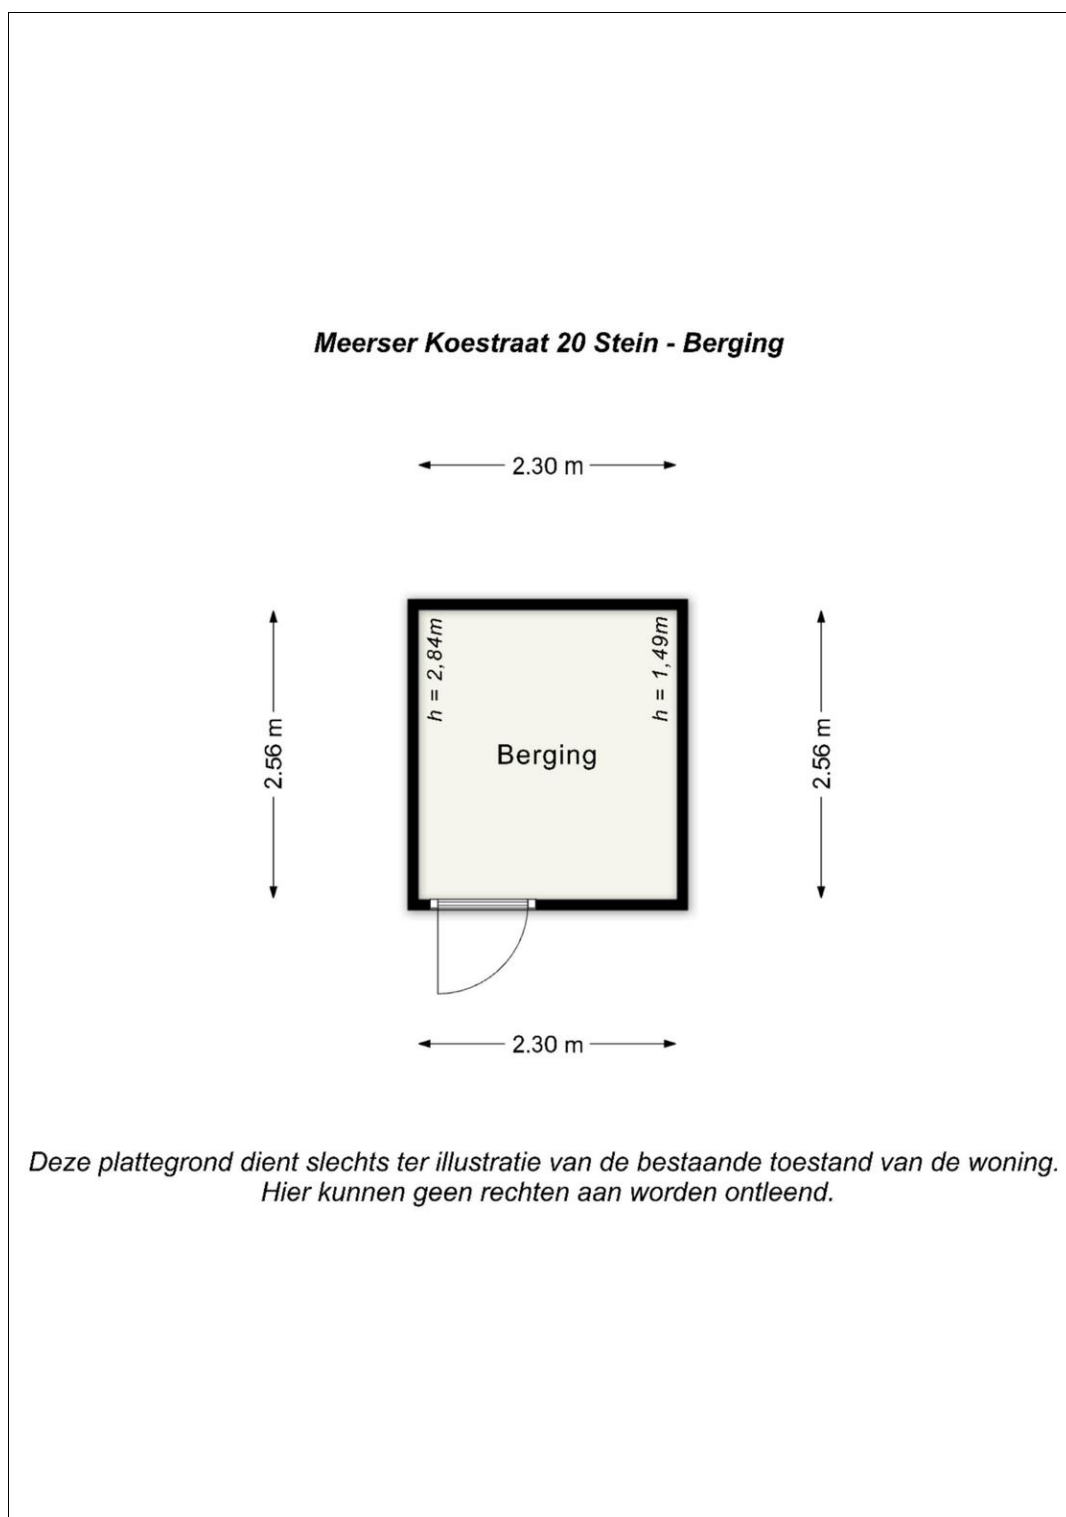 Meerser Koestraat 20 Stein - Berging
2.30 m
h = 2,84m
h = 1,49m
2.56 m
Berging
2.56 m
2.30 m
Deze plattegrond dient slechts ter illustratie van de bestaande toestand van de woning.
Hier kunnen geen rechten aan worden ontleend.